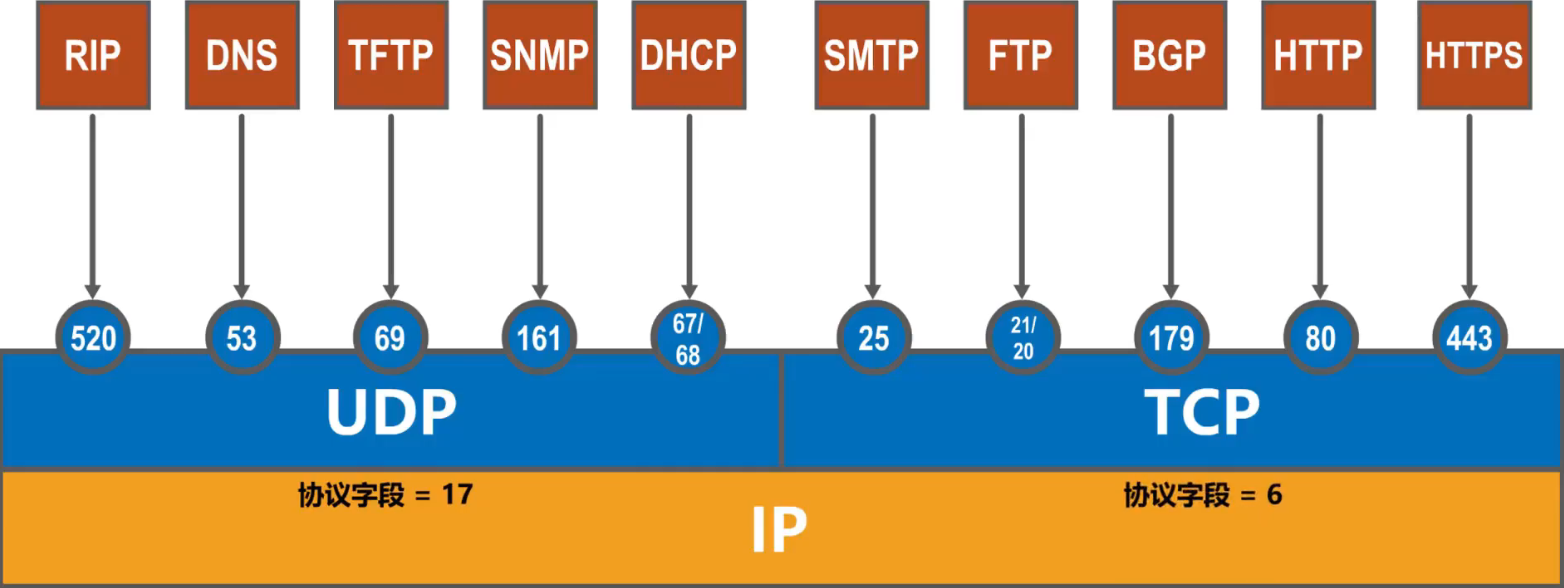 RIP
DNS
TFTP
SNMP
DHCP
SMTP
FTP
BGP
HTTP
HTTPS
520
53
69
161
67/
68
25
21/
20
179
80
443
UDP
TCP
协议字段 = 17
协议字段 = 6
IP